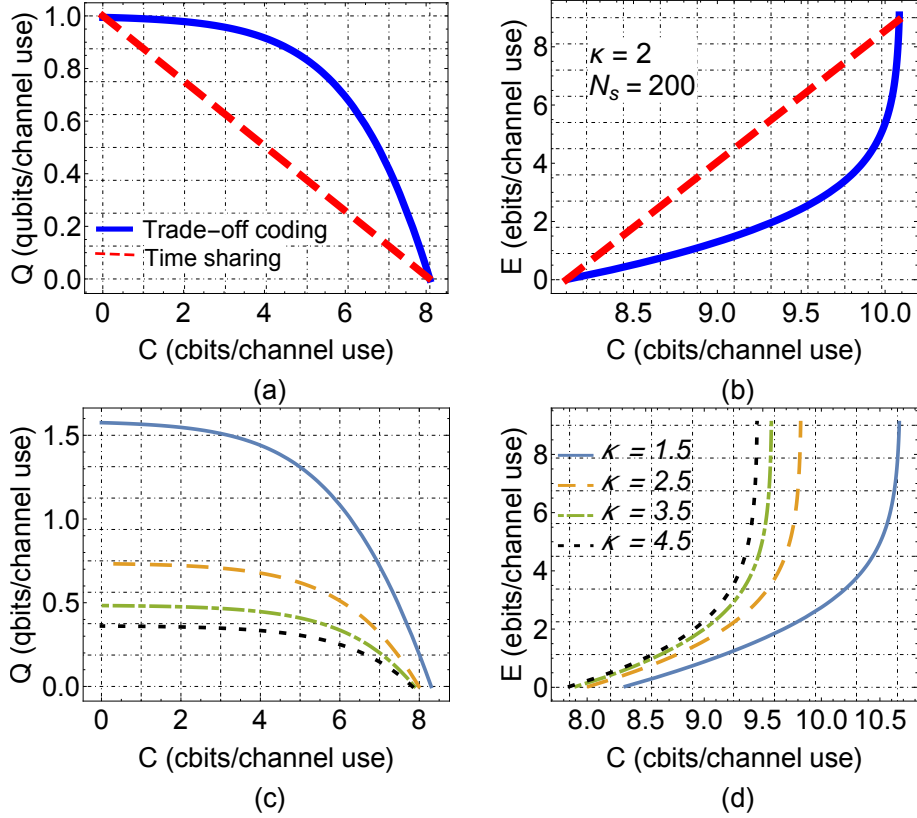 1.0
0.8
0.6
0.4
0.2
0.0
Q (qubits/channel use)
Trade−off coding
Time sharing
0 2 4 6 8
C (cbits/channel use)
(a)
8
6
4
2
0
E (ebits/channel use)
κ = 2
Ns = 200
8.5 9.0 9.5 10.0
C (cbits/channel use)
(b)
1.5
1.0
0.5
0.0
Q (qbits/channel use)
0 2 4 6 8
C (cbits/channel use)
(c)
8
6
4
2
0
E (ebits/channel use)
κ = 1.5
κ = 2.5
κ = 3.5
κ = 4.5
8.0 8.5 9.0 9.5 10.0 10.5
C (cbits/channel use)
(d)